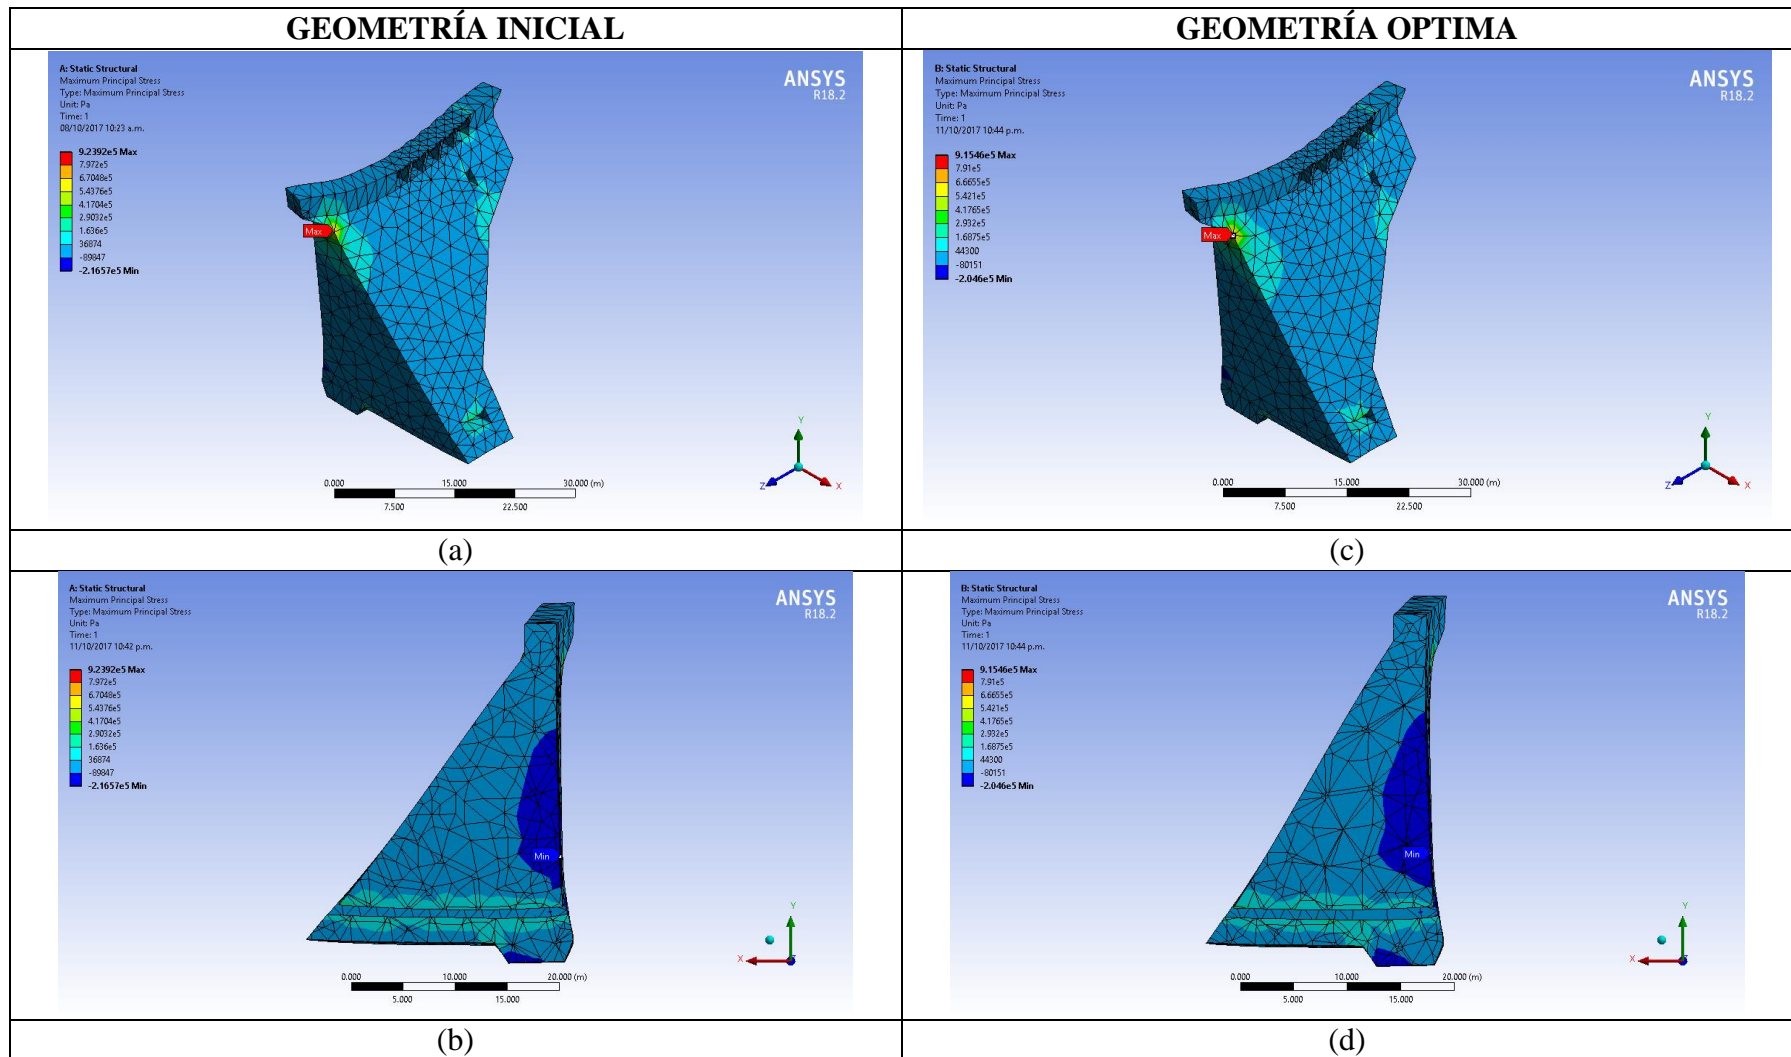 GEOMETRÍA INICIAL
GEOMETRÍA OPTIMA
A: Static Structural
Maximum Principal Stress
Type: Maximum Principal Stress
Unit: Pa
Time: 1
08/10/2017 10:23 a.m.
9.2392e5 Max
7.972e5
6.7048e5
5.4376e5
4.1704e5
2.9032e5
1.636e5
36874
-89847
-2.1657e5 Min
ANSYS
R18.2
Max
0.000 15.000 30.000 (m)
7.500 22.500
Y
Z X
B: Static Structural
Maximum Principal Stress
Type: Maximum Principal Stress
Unit: Pa
Time: 1
11/10/2017 10:44 p.m.
9.1546e5 Max
7.91e5
6.6655e5
5.421e5
4.1765e5
2.932e5
1.6875e5
44300
-80151
-2.046e5 Min
ANSYS
R18.2
Max
0.000 15.000 30.000 (m)
7.500 22.500
Y
Z X
(a)
(c)
A: Static Structural
Maximum Principal Stress
Type: Maximum Principal Stress
Unit: Pa
Time: 1
11/10/2017 10:42 p.m.
9.2392e5 Max
7.972e5
6.7048e5
5.4376e5
4.1704e5
2.9032e5
1.636e5
36874
-89847
-2.1657e5 Min
ANSYS
R18.2
Min
0.000 10.000 20.000 (m)
5.000 15.000
Y
X Z
B: Static Structural
Maximum Principal Stress
Type: Maximum Principal Stress
Unit: Pa
Time: 1
11/10/2017 10:44 p.m.
9.1546e5 Max
7.91e5
6.6655e5
5.421e5
4.1765e5
2.932e5
1.6875e5
44300
-80151
-2.046e5 Min
ANSYS
R18.2
Min
0.000 10.000 20.000 (m)
5.000 15.000
Y
X Z
(b)
(d)